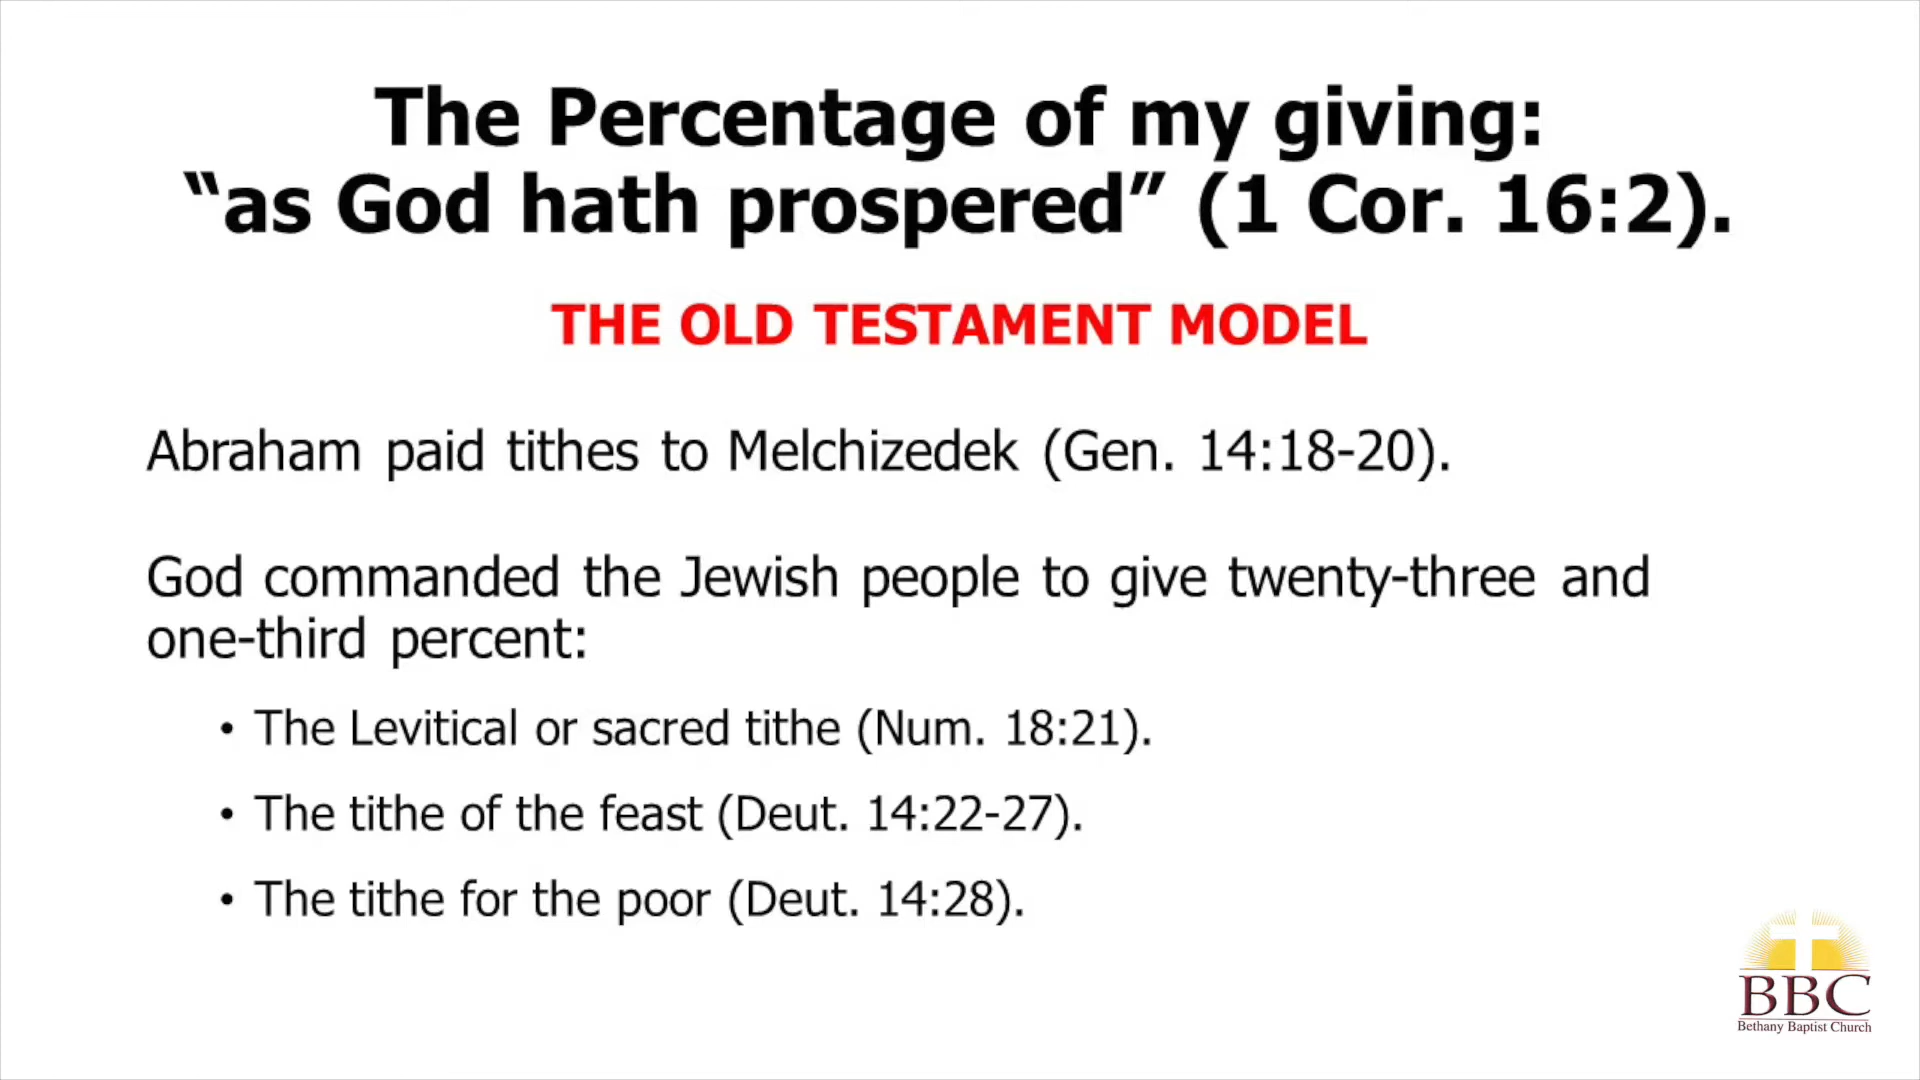 The Percentage of my giving:
“as God hath prospered” (1 Cor. 16:2).
THE OLD TESTAMENT MODEL
Abraham paid tithes to Melchizedek (Gen. 14:18-20).
God commanded the Jewish people to give twenty-three and
one-third percent:
• The Levitical or sacred tithe (Num. 18:21).
• The tithe of the feast (Deut. 14:22-27).
• The tithe for the poor (Deut. 14:28).
BBC
Bethany Baptist Church